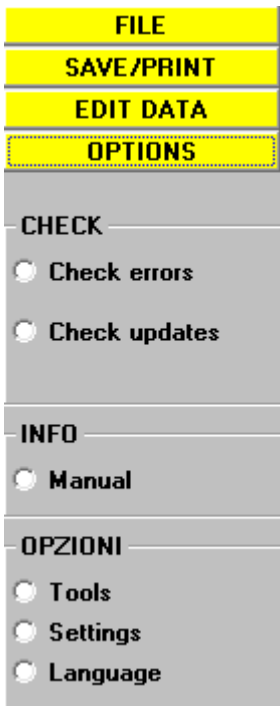 FILE
SAVE/PRINT
EDIT DATA
OPTIONS
CHECK
Check errors
Check updates
INFO
Manual
OPZIONI
Tools
Settings
Language